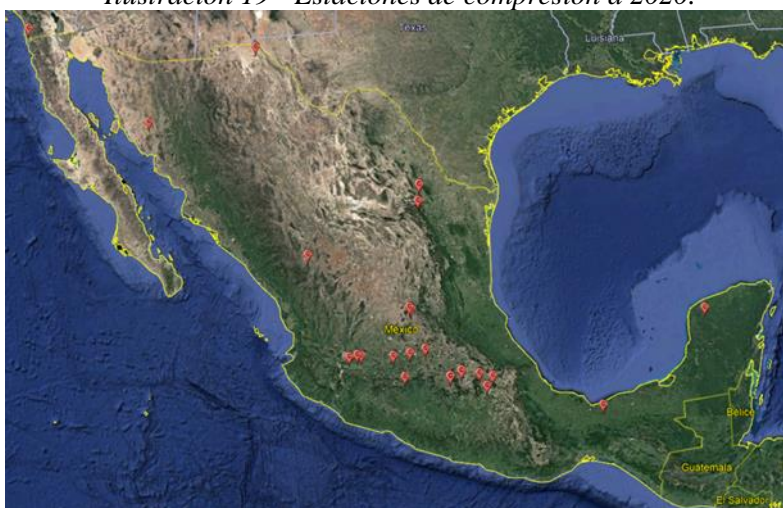 Ilustración 19 Estaciones de compresión a 2020.
Texas
Luisiana
México
Belice
Guatemala
El Salvador